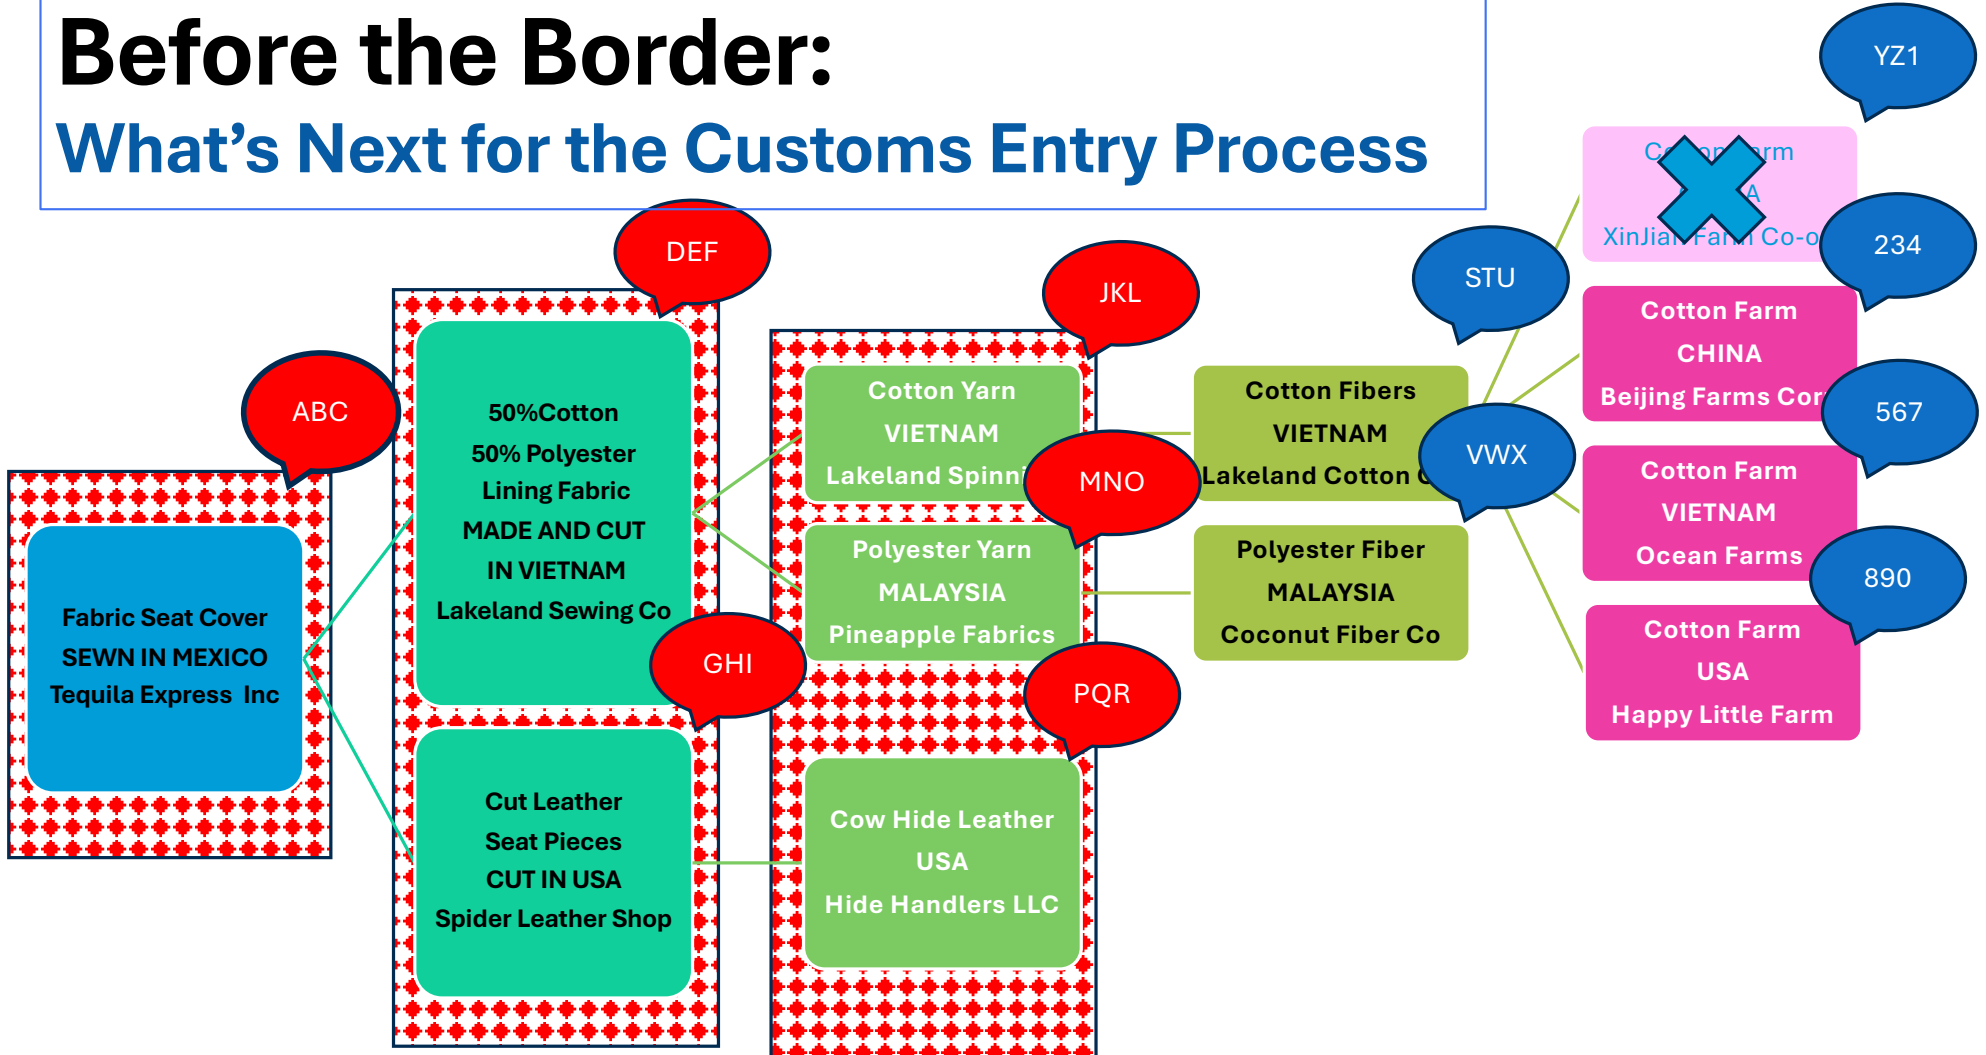 Before the Border:
What's Next for the Customs Entry Process
ABC
Fabric Seat Cover
SEWN IN MEXICO
Tequila Express Inc
DEF
50%Cotton
50% Polyester
Lining Fabric
MADE AND CUT
IN VIETNAM
Lakeland Sewing Co
GHI
Cut Leather
Seat Pieces
CUT IN USA
Spider Leather Shop
JKL
Cotton Yarn
VIETNAM
Lakeland
MNO
Polyester Yarn
MALAYSIA
Pineapple Fabrics
PQR
Cow Hide Leather
USA
Hide Handlers LLC
STU
Cotton Fibers
VIETNAM
Lakeland Cotton
VWX
Polyester Fiber
MALAYSIA
Coconut Fiber Co
YZ1
Farm
234
Cotton Farm
CHINA
Beijing Farms
567
Cotton Farm
VIETNAM
Ocean Farms
890
Cotton Farm
USA
Happy Little Farm